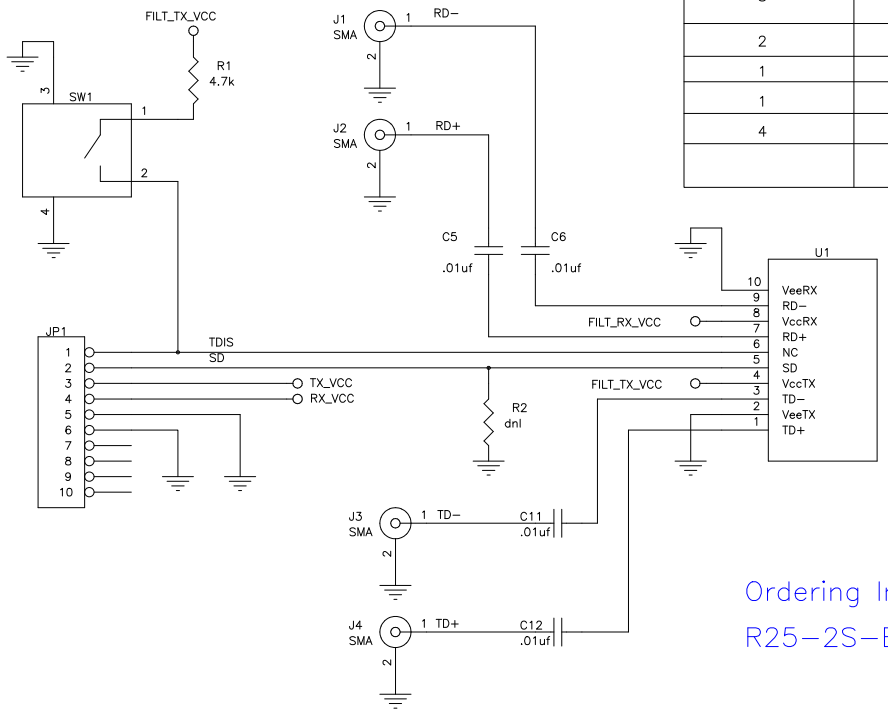 FILT_TX_VCC
R1
4.7k
3
SW1
1
2
4
J1
SMA
1 RD-
2
J2
SMA
1 RD+
2
2
1
1
4
C5
.01uf
C6
.01uf
U1
10 VeeRX
9 RD-
FILT_RX_VCC
8 VccRX
7 RD+
6 NC
5 SD
FILT_TX_VCC
4 VccTX
3 TD-
2 VeeTX
1 TD+
JP1
1 TDIS
2 SD
3 TX_VCC
4 RX_VCC
5
6
7
8
9
10
R2
dnl
J3
SMA
1 TD-
2
C11
.01uf
J4
SMA
1 TD+
2
C12
.01uf
Ordering
R25-2S-